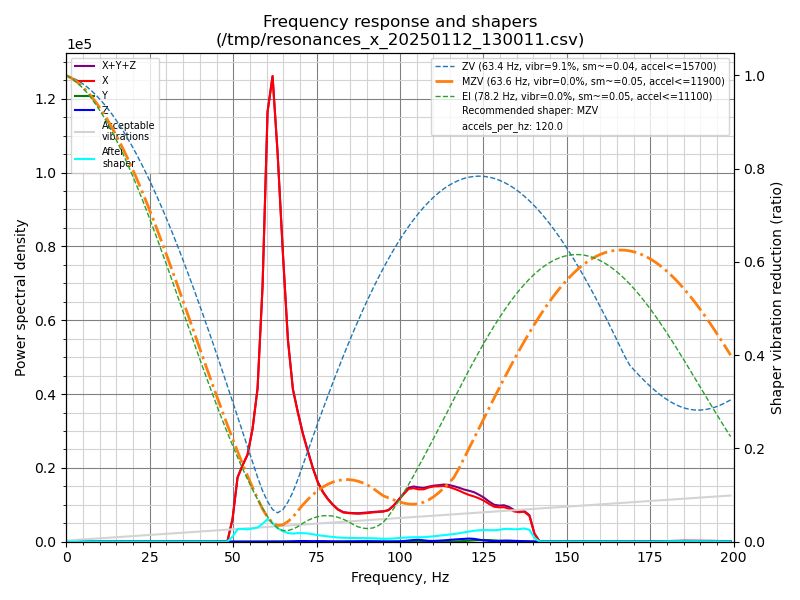 Frequency response and shapers
(/tmp/resonances_x_20250112_130011.csv)
1e5
X+Y+Z
X
Y
Acceptable
vibrations
After
shaper
ZV (63.4 Hz, vibr=9.1%, sm~=0.04, accel<=15700)
MZV (63.6 Hz, vibr=0.0%, sm~=0.05, accel<=11900)
EI (78.2 Hz, vibr=0.0%, sm~=0.05, accel<=11100)
Recommended shaper: MZV
accels_per_hz: 120.0
Power spectral density
1.2
1.0
0.8
0.6
0.4
0.2
0.0
Shaper vibration reduction (ratio)
1.0
0.8
0.6
0.4
0.2
0.0
0 25 50 75 100 125 150 175 200
Frequency, Hz